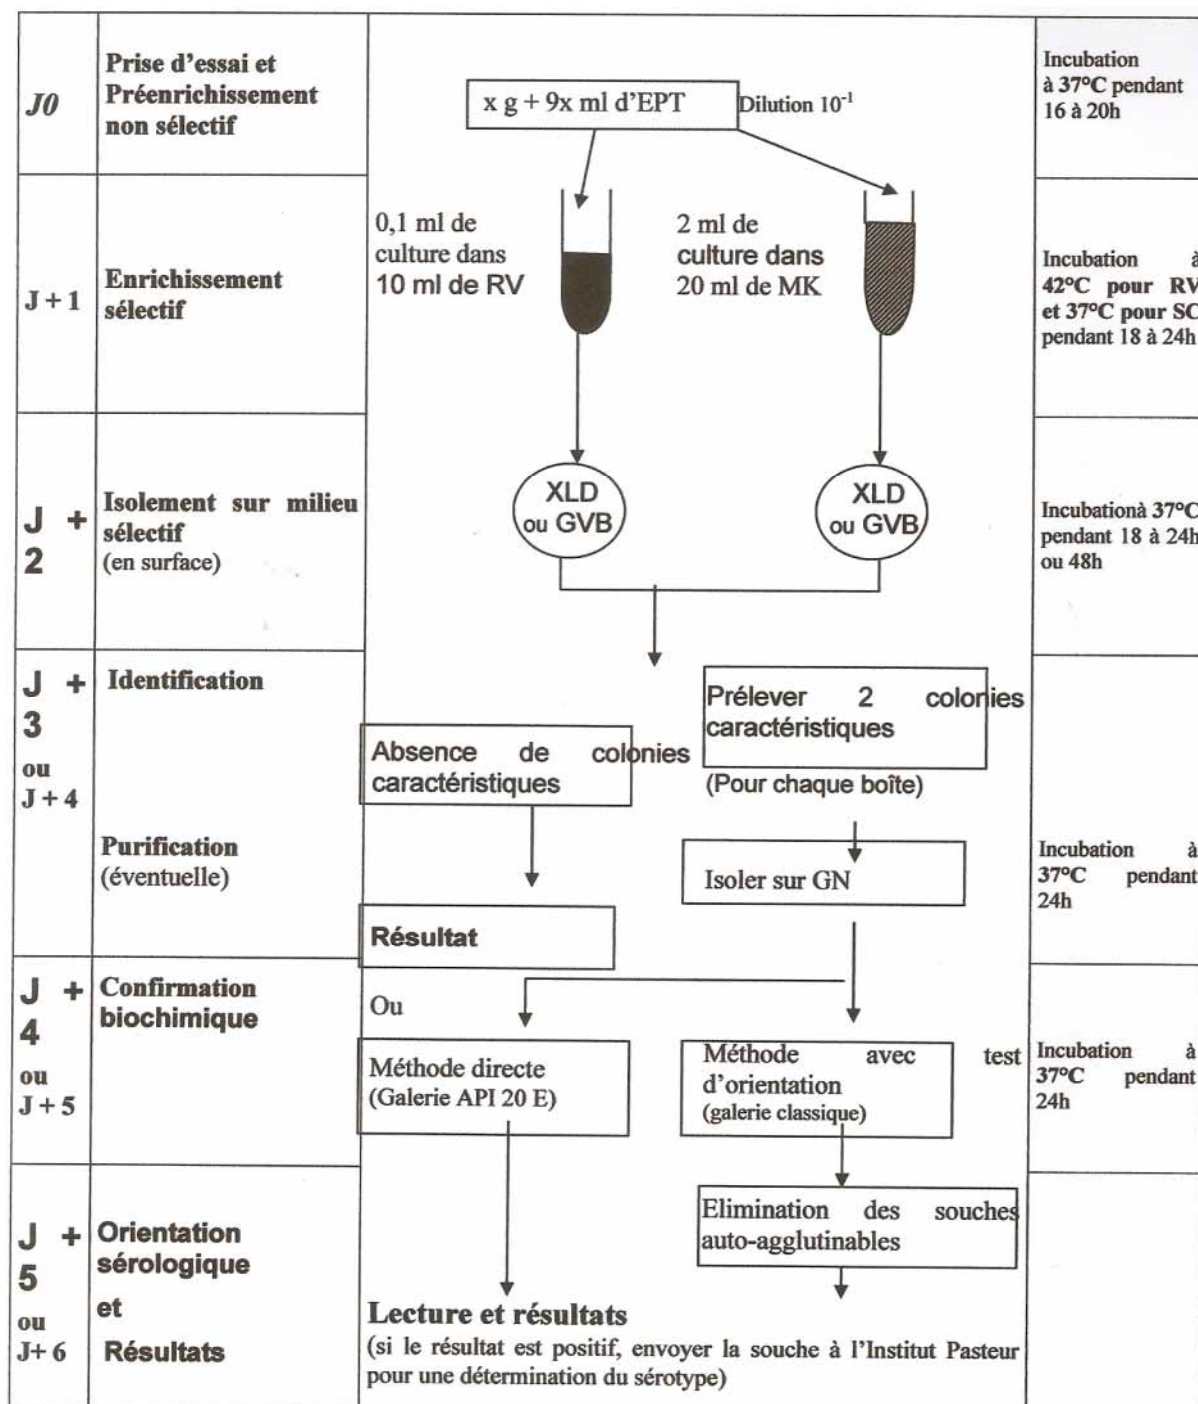 J0
Prise d'essai et
Préenrichissement
non sélectif
x g + 9x ml d'EPT
Dilution 10⁻¹
Incubation
à 37°C pendant
16 à 20h
J + 1
Enrichissement
sélectif
0,1 ml de
culture dans
10 ml de RV
2 ml de
culture dans
20 ml de MK
Incubation à
42°C pour RV
et 37°C pour SC
pendant 18 à 24h
J +
2
Isolement sur milieu
sélectif
(en surface)
XLD
ou GVB
XLD
ou GVB
Incubationà 37°C
pendant 18 à 24h
ou 48h
J +
3
ou
J + 4
Identification
Purification
(éventuelle)
Absence de colonies
caractéristiques
Résultat
Prélever 2 colonies
caractéristiques
(Pour chaque boîte)
Isoler sur GN
Incubation à
37°C pendant
24h
J +
4
ou
J + 5
Confirmation
biochimique
Ou
Méthode directe
(Galerie API 20 E)
Méthode avec test
d'orientation
(galerie classique)
Incubation à
37°C pendant
24h
J +
5
ou
J+ 6
Orientation
sérologique
et
Résultats
Elimination des souches
auto-agglutinables
Lecture et résultats
(si le résultat est positif, envoyer la souche à l'Institut Pasteur
pour une détermination du sérotype)